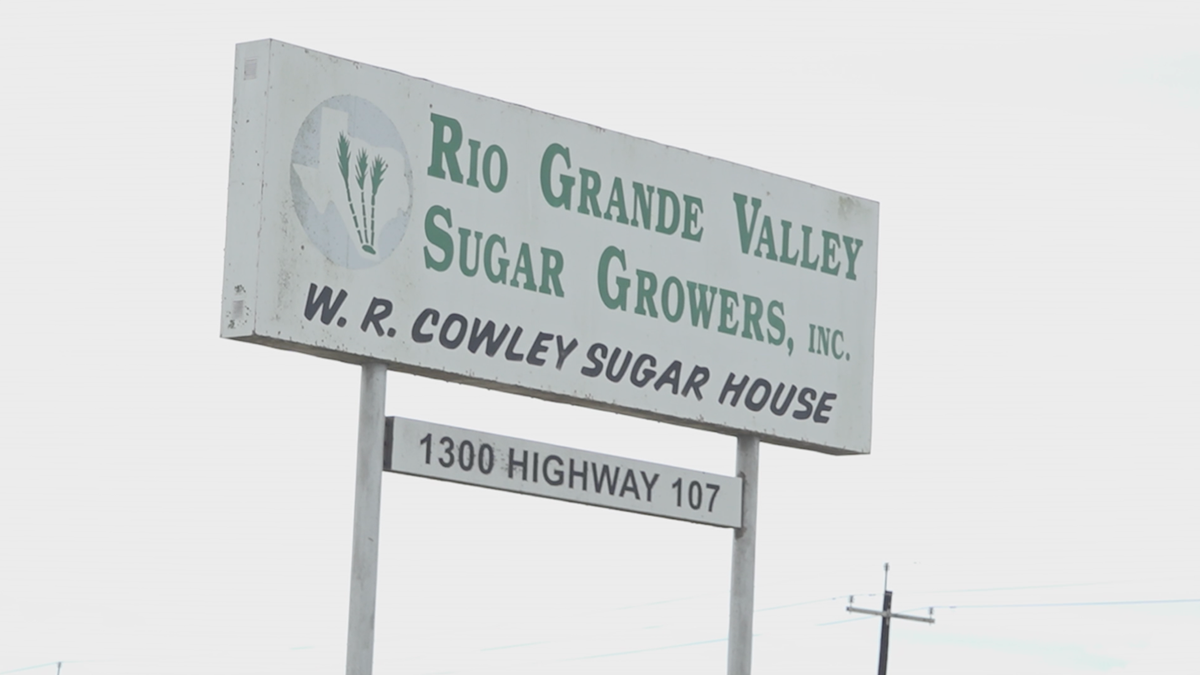 RIO GRANDE VALLEY
SUGAR GROWERS, INC.
W. R. COWLEY SUGAR HOUSE
1300 HIGHWAY 107